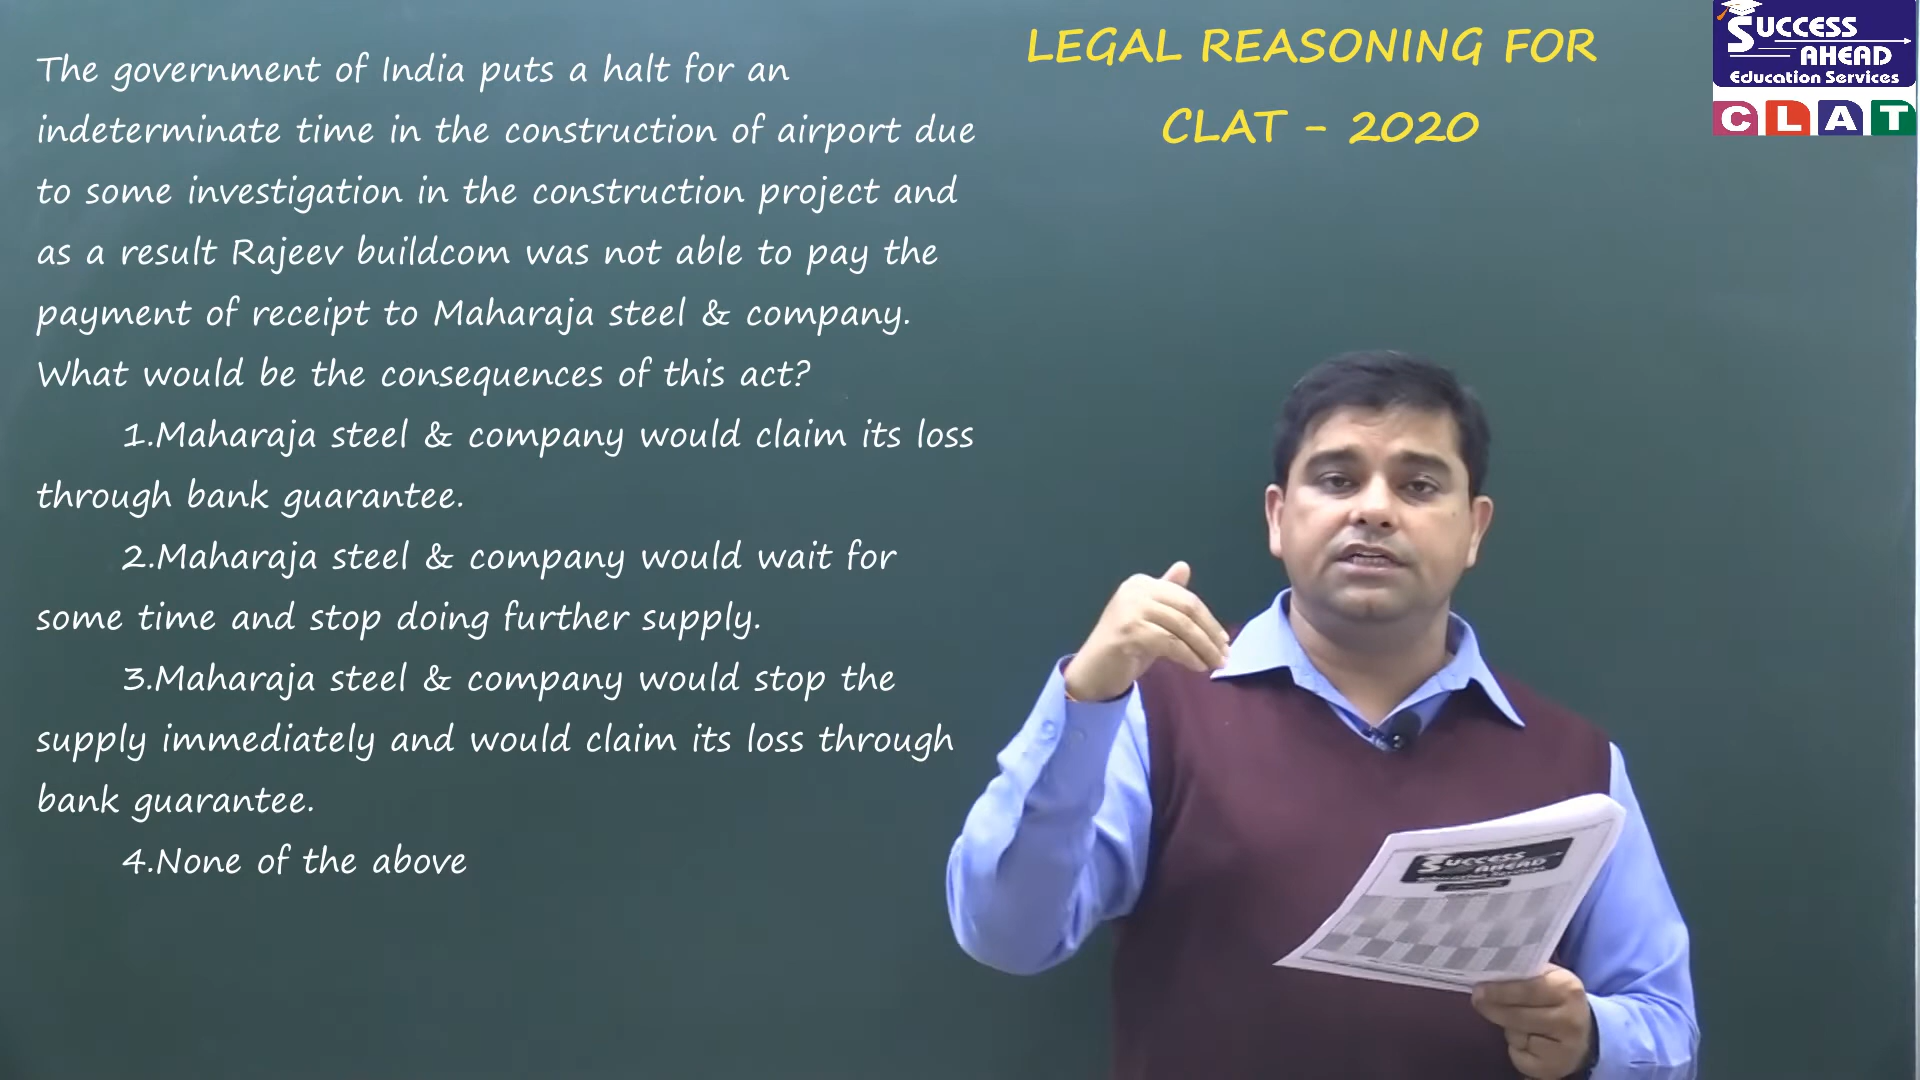 The government of India puts a halt for an
indeterminate time in the construction of airport due
to some investigation in the construction project and
as a result Rajeev buildcom was not able to pay the
payment of receipt to Maharaja steel & company.
What would be the consequences of this act?
1.Maharaja steel & company would claim its loss
through bank guarantee.
2.Maharaja steel & company would wait for
some time and stop doing further supply.
3.Maharaja steel & company would stop the
supply immediately and would claim its loss through
bank guarantee.
4.None of the above
LEGAL REASONING FOR
CLAT - 2020
SUCCESS
AHEAD
Education Services
CLAT
SUCCESS
AHEAD